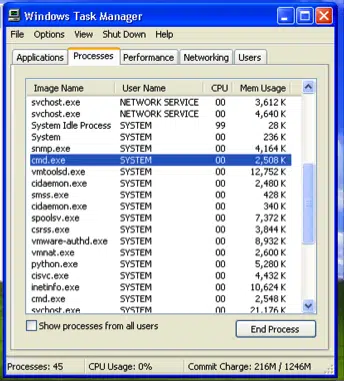 Windows Task Manager
File Options View Shut Down Help
Applications Processes Performance Networking Users
Image Name User Name CPU Mem Usage
svchost.exe NETWORK SERVICE 00 3,612 K
svchost.exe NETWORK SERVICE 00 4,640 K
System Idle Process SYSTEM 99 28 K
System SYSTEM 00 236 K
snmp.exe SYSTEM 00 4,164 K
cmd.exe SYSTEM 00 2,508 K
vmtoolsd.exe SYSTEM 00 12,752 K
cidaemon.exe SYSTEM 00 2,480 K
smss.exe SYSTEM 00 428 K
cidaemon.exe SYSTEM 00 340 K
spoolsv.exe SYSTEM 00 7,372 K
csrss.exe SYSTEM 00 3,844 K
vmware-authd.exe SYSTEM 00 8,932 K
vmnat.exe SYSTEM 00 2,600 K
python.exe SYSTEM 00 5,280 K
cisvc.exe SYSTEM 00 4,432 K
inetinfo.exe SYSTEM 00 10,624 K
cmd.exe SYSTEM 00 2,548 K
svchost.exe SYSTEM 00 21,176 K
Show processes from all users
End Process
Processes: 45 CPU Usage: 0% Commit Charge: 216M / 1246M